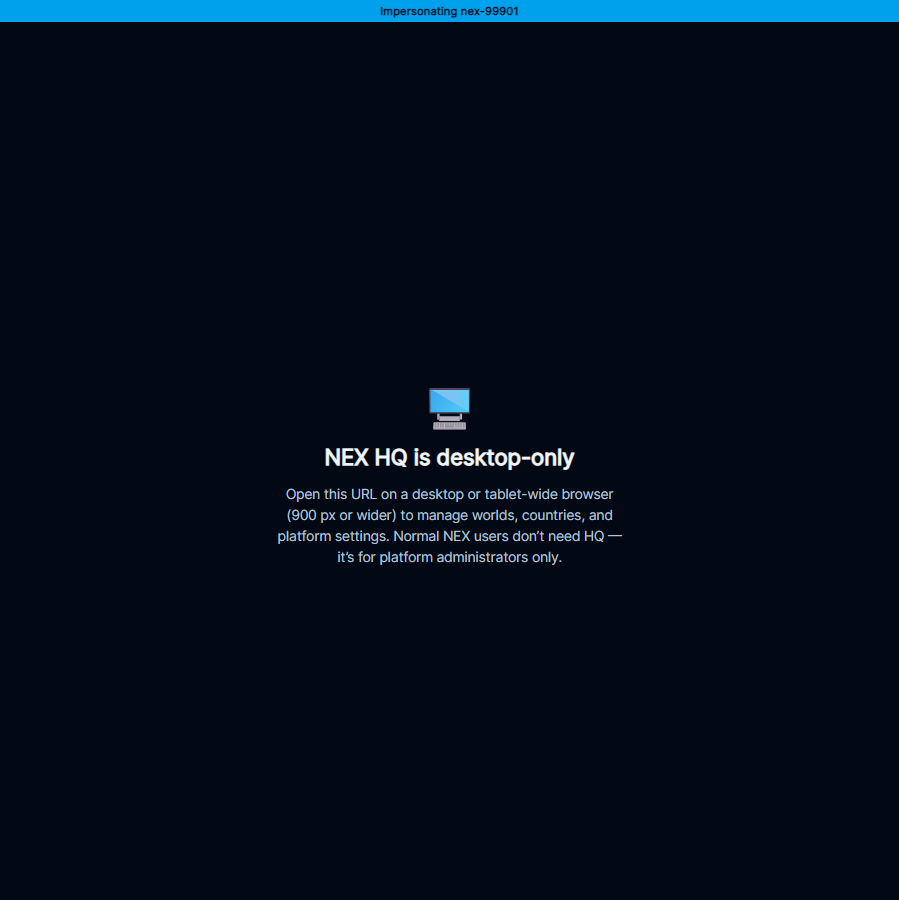 Impersonating nex-99901
NEX HQ is desktop-only
Open this URL on a desktop or tablet-wide browser
(900 px or wider) to manage worlds, countries, and
platform settings. Normal NEX users don’t need HQ —
it’s for platform administrators only.